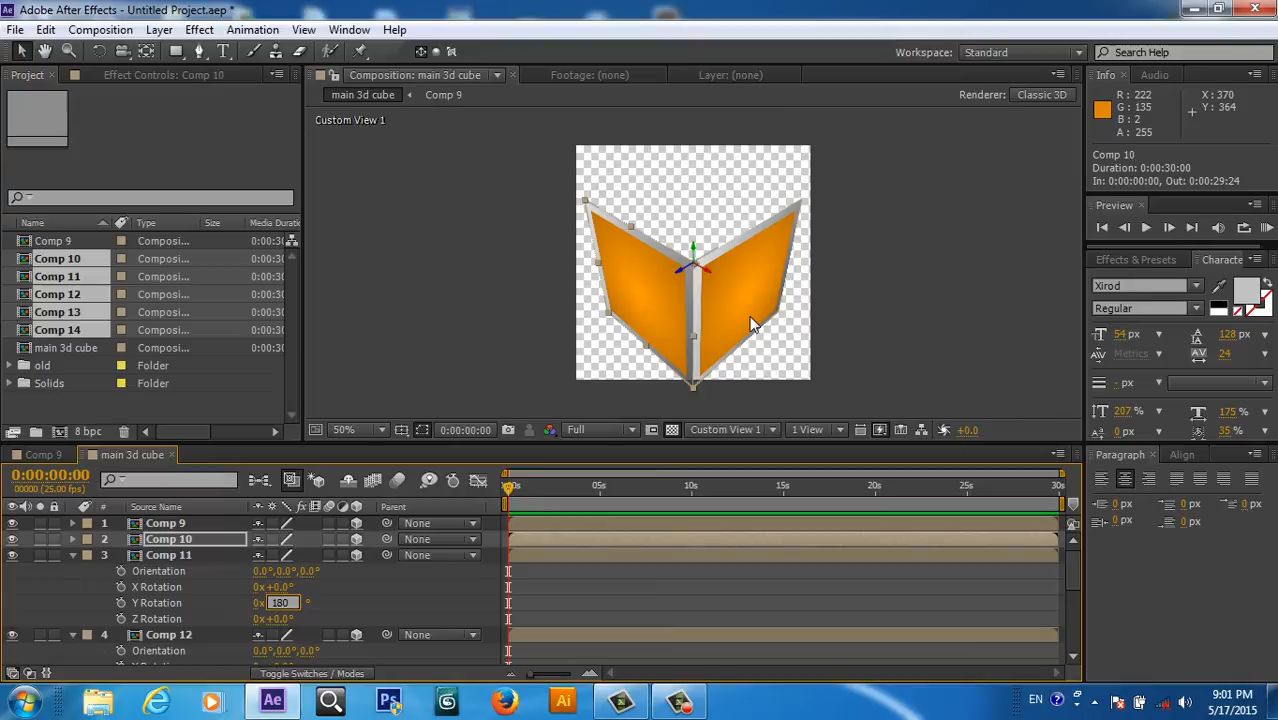 Adobe After Effects - Untitled Project.aep *
File Edit Composition Layer Effect Animation View Window Help
Workspace: Standard Search Help
Project Effect Controls: Comp 10
Composition: main 3d cube Footage: (none) Layer: (none)
Info Audio
main 3d cube Comp 9
Renderer: Classic 3D
R : 222
G : 135
B : 2
A : 255
X : 370
Y : 364
Custom View 1
Comp 10
Duration: 0:00:30:00
In: 0:00:00:00, Out: 0:00:29:24
Preview
Name Type Size Media Duratio
Comp 9 Composi... 0:00:30
Comp 10 Composi... 0:00:30
Comp 11 Composi... 0:00:30
Comp 12 Composi... 0:00:30
Comp 13 Composi... 0:00:30
Comp 14 Composi... 0:00:30
main 3d cube Composi... 0:00:30
old Folder
Solids Folder
Effects & Presets Characte
Xirod
Regular
54 px 128 px
Metrics 24
- px
207 % 175 %
0 px 35 %
8 bpc
50% 0:00:00:00 Full Custom View 1 1 View +0.0
Comp 9 main 3d cube
Paragraph Align
0:00:00:00
00000 (25.00 fps)
05s 10s 15s 20s 25s 30s
# Source Name Parent
1 Comp 9 None
2 Comp 10 None
3 Comp 11 None
Orientation 0.0°,0.0°,0.0°
X Rotation 0x+0.0°
Y Rotation 0x 180 °
Z Rotation 0x+0.0°
4 Comp 12 None
Orientation 0.0°,0.0°,0.0°
0 px 0 px 0 px
0 px 0 px
Toggle Switches / Modes
Ae Ps Ai
EN
9:01 PM
5/17/2015